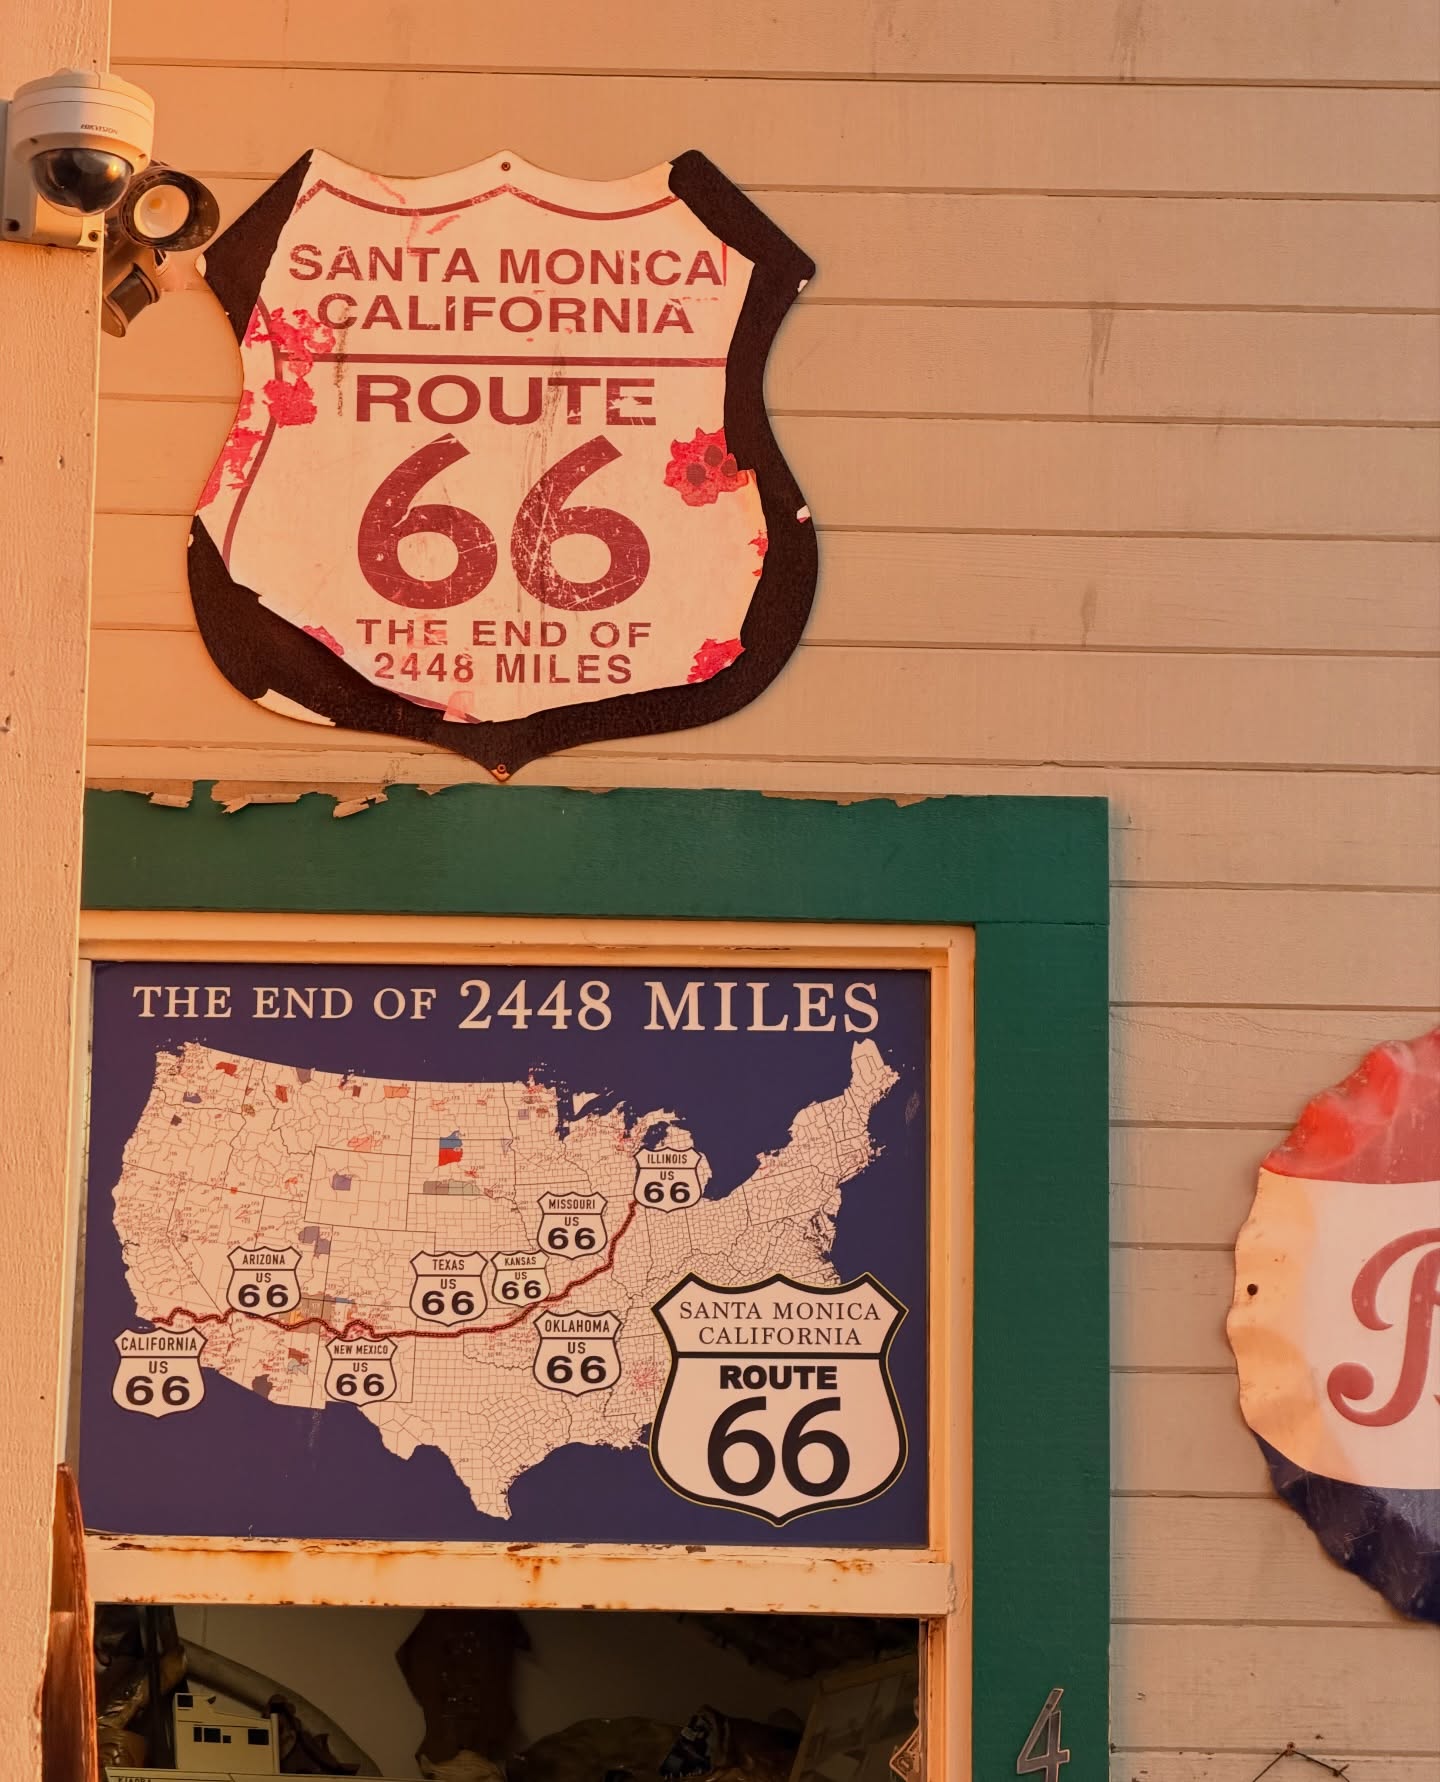 HIKVISION
SANTA MONICA
CALIFORNIA
ROUTE
66
THE END OF
2448 MILES
THE END OF 2448 MILES
ILLINOIS
US
66
MISSOURI
US
66
ARIZONA
US
66
TEXAS
US
66
KANSAS
US
66
OKLAHOMA
US
66
CALIFORNIA
US
66
NEW MEXICO
US
66
SANTA MONICA
CALIFORNIA
ROUTE
66
4